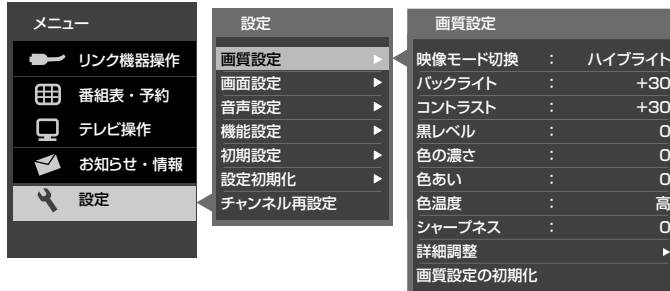 メニュー
リンク機器操作
番組表・予約
テレビ操作
お知らせ・情報
設定
設定
画質設定
画面設定
音声設定
機能設定
初期設定
設定初期化
チャンネル再設定
画質設定
映像モード切換 : ハイブライト
バックライト : +30
コントラスト : +30
黒レベル : 0
色の濃さ : 0
色あい : 0
色温度 : 高
シャープネス : 0
詳細調整
画質設定の初期化